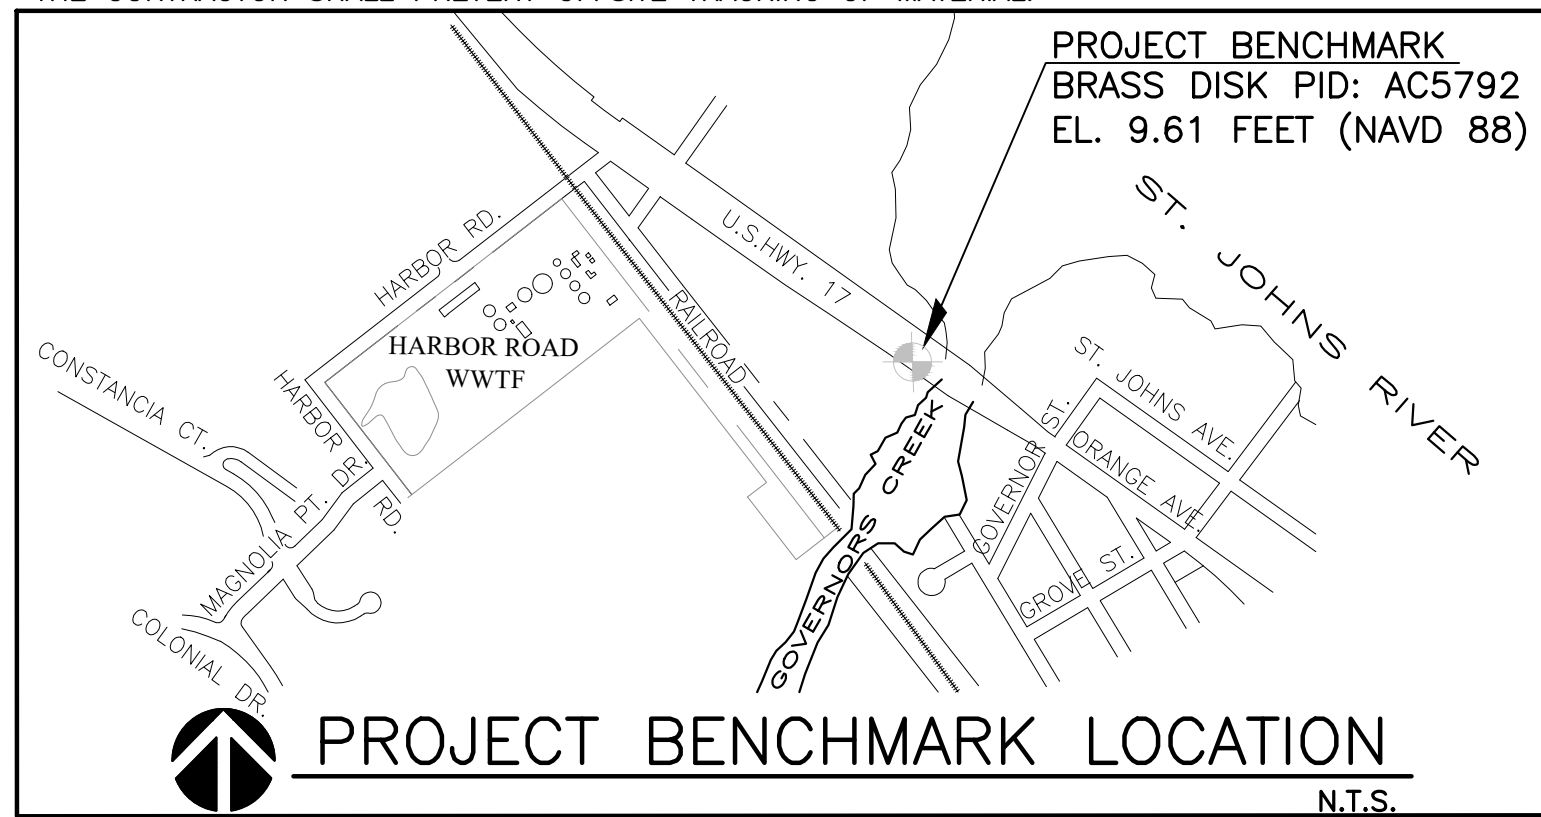 PROJECT BENCHMARK
BRASS DISK PID: AC5792
EL. 9.61 FEET (NAVD 88)
ST. JOHNS RIVER
U.S.HWY. 17
HARBOR RD.
RAILROAD
HARBOR ROAD
WWTF
CONSTANCIA CT.
HARBOR
RD.
MAGNOLIA PT. DR.
COLONIAL DR.
GOVERNORS CREEK
GOVERNOR ST.
ST. JOHNS AVE.
ORANGE AVE.
GROVE ST.
PROJECT BENCHMARK LOCATION
N.T.S.